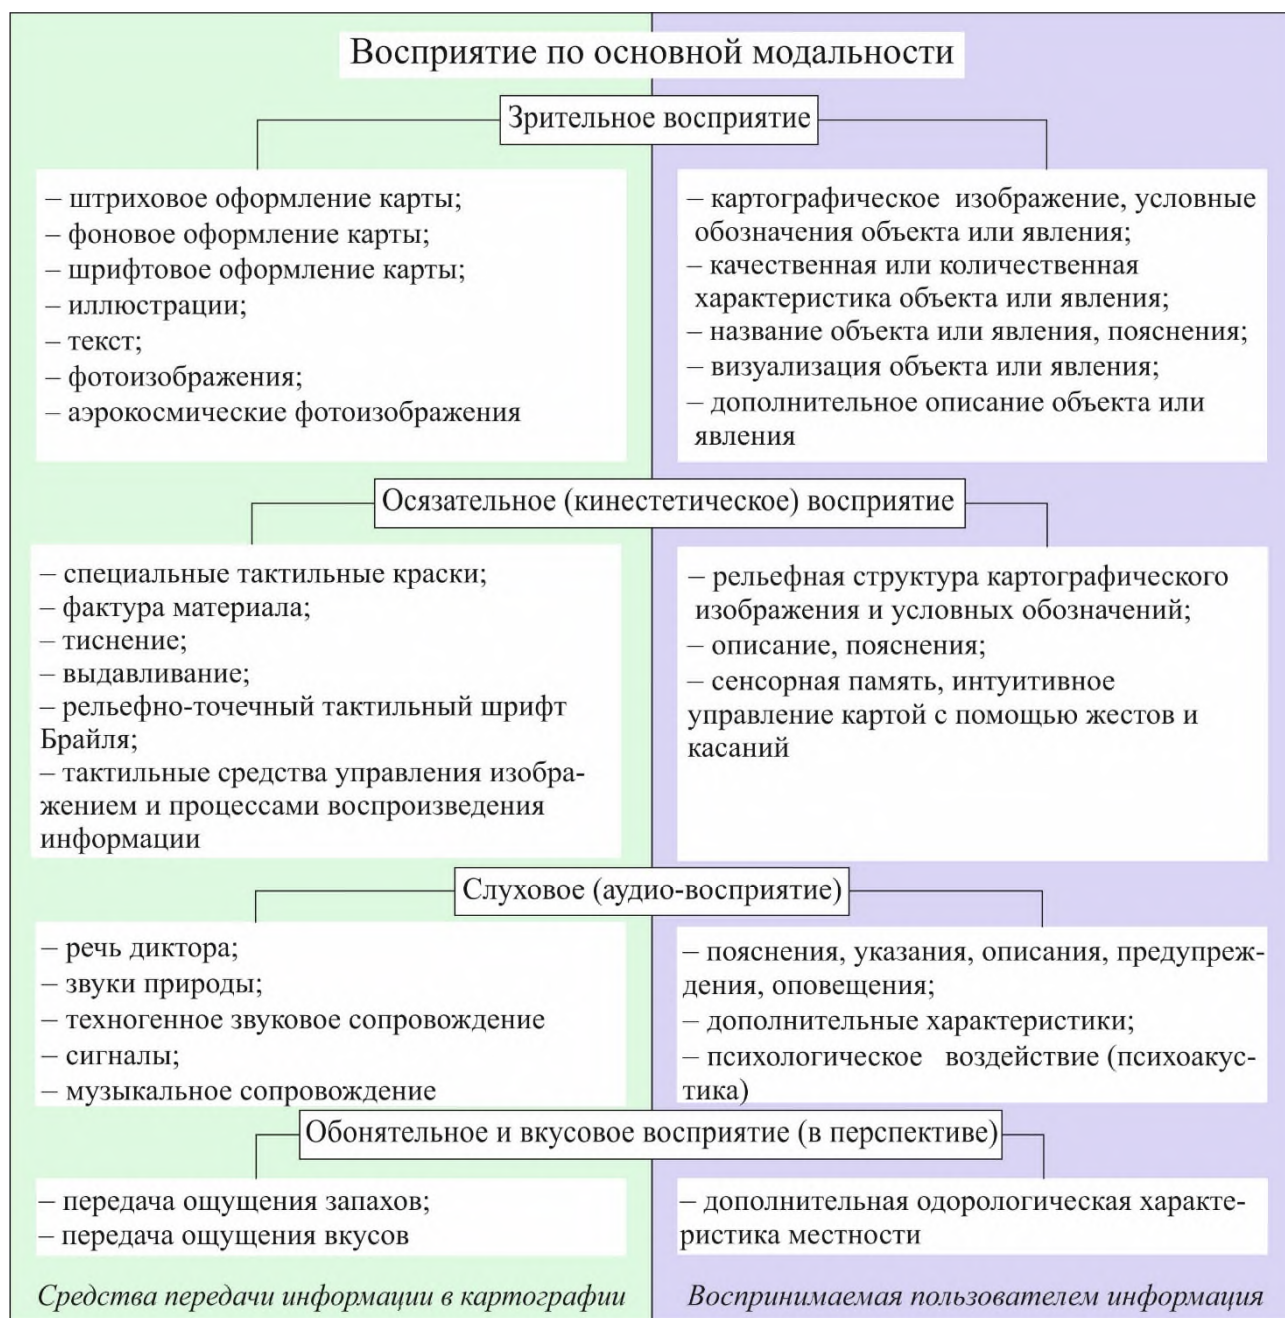 Восприятие по основной модальности
Зрительное восприятие
– штриховое оформление карты;
– фоновое оформление карты;
– шрифтовое оформление карты;
– иллюстрации;
– текст;
– фотоизображения;
– аэрокосмические фотоизображения
– картографическое изображение, условные
обозначения объекта или явления;
– качественная или количественная
характеристика объекта или явления;
– название объекта или явления, пояснения;
– визуализация объекта или явления;
– дополнительное описание объекта или
явления
Осязательное (кинестетическое) восприятие
– специальные тактильные краски;
– фактура материала;
– тиснение;
– выдавливание;
– рельефно-точечный тактильный шрифт
Брайля;
– тактильные средства управления изобра-
жением и процессами воспроизведения
информации
– рельефная структура картографического
изображения и условных обозначений;
– описание, пояснения;
– сенсорная память, интуитивное
управление картой с помощью жестов и
касаний
Слуховое (аудио-восприятие)
– речь диктора;
– звуки природы;
– техногенное звуковое сопровождение
– сигналы;
– музыкальное сопровождение
– пояснения, указания, описания, предупреж-
дения, оповещения;
– дополнительные характеристики;
– психологическое воздействие (психоакус-
тика)
Обонятельное и вкусовое восприятие (в перспективе)
– передача ощущения запахов;
– передача ощущения вкусов
– дополнительная одорологическая характе-
ристика местности
Средства передачи информации в картографии
Воспринимаемая пользователем информация